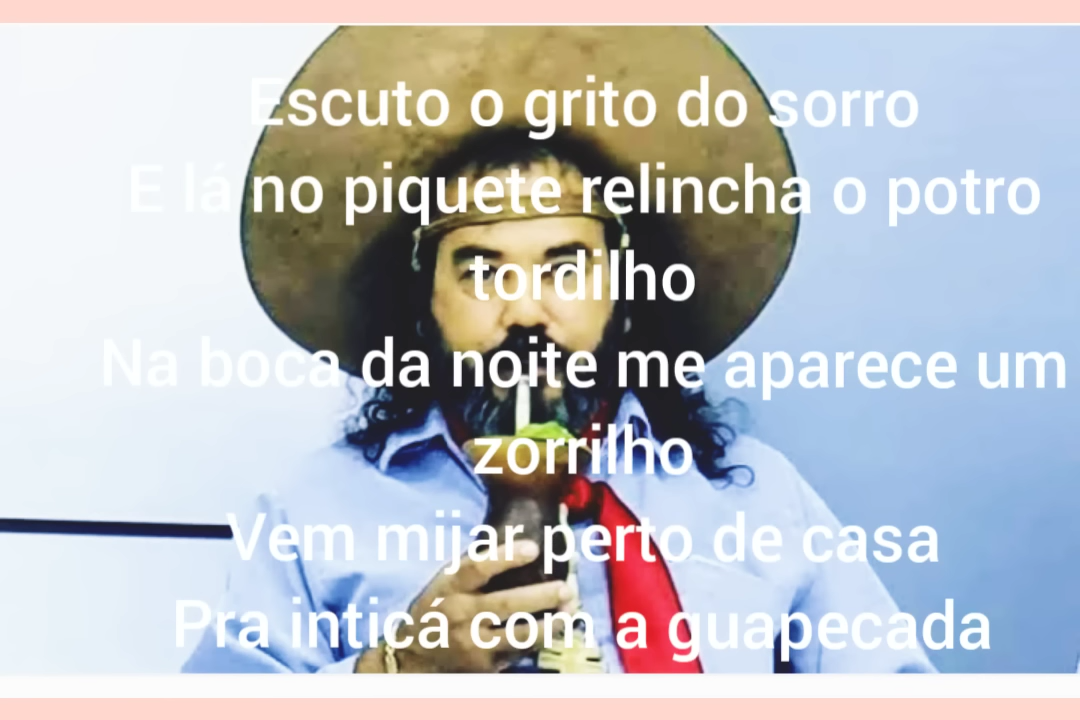 Escuto o grito do sorro
E lá no piquete relincha o potro
tordilho
Na boca da noite me aparece um
zorrilho
Vem mijar perto de casa
Pra inticá com a guapecada